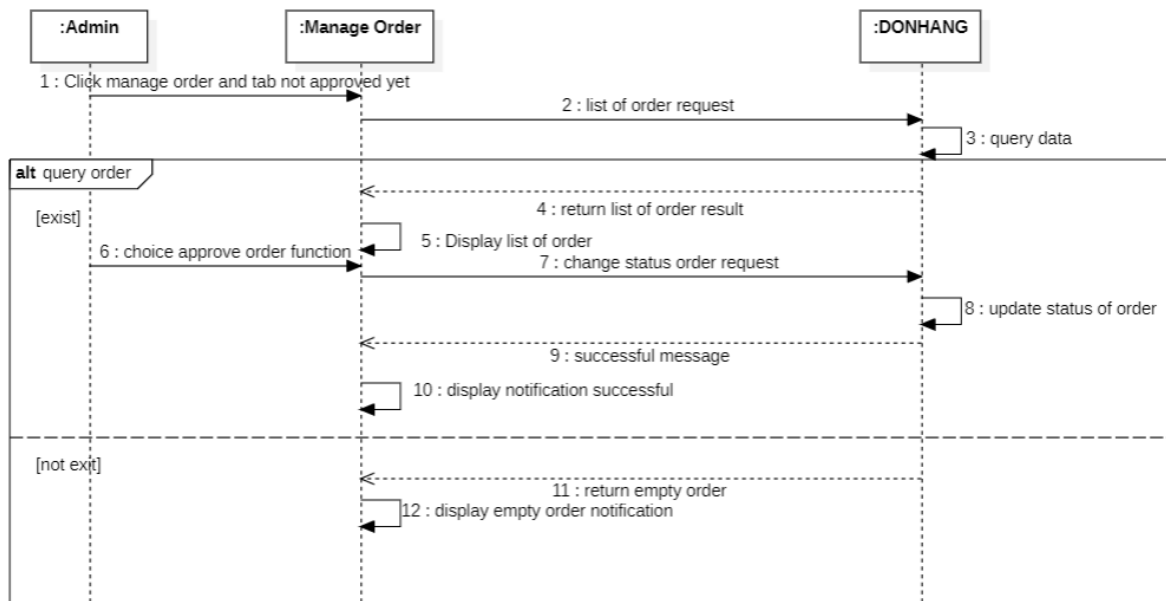 :Admin
:Manage Order
:DONHANG
1 : Click manage order and tab not approved yet
2 : list of order request
3 : query data
alt query order
4 : return list of order result
[exist]
5 : Display list of order
6 : choice approve order function
7 : change status order request
8 : update status of order
9 : successful message
10 : display notification successful
[not exit]
11 : return empty order
12 : display empty order notification